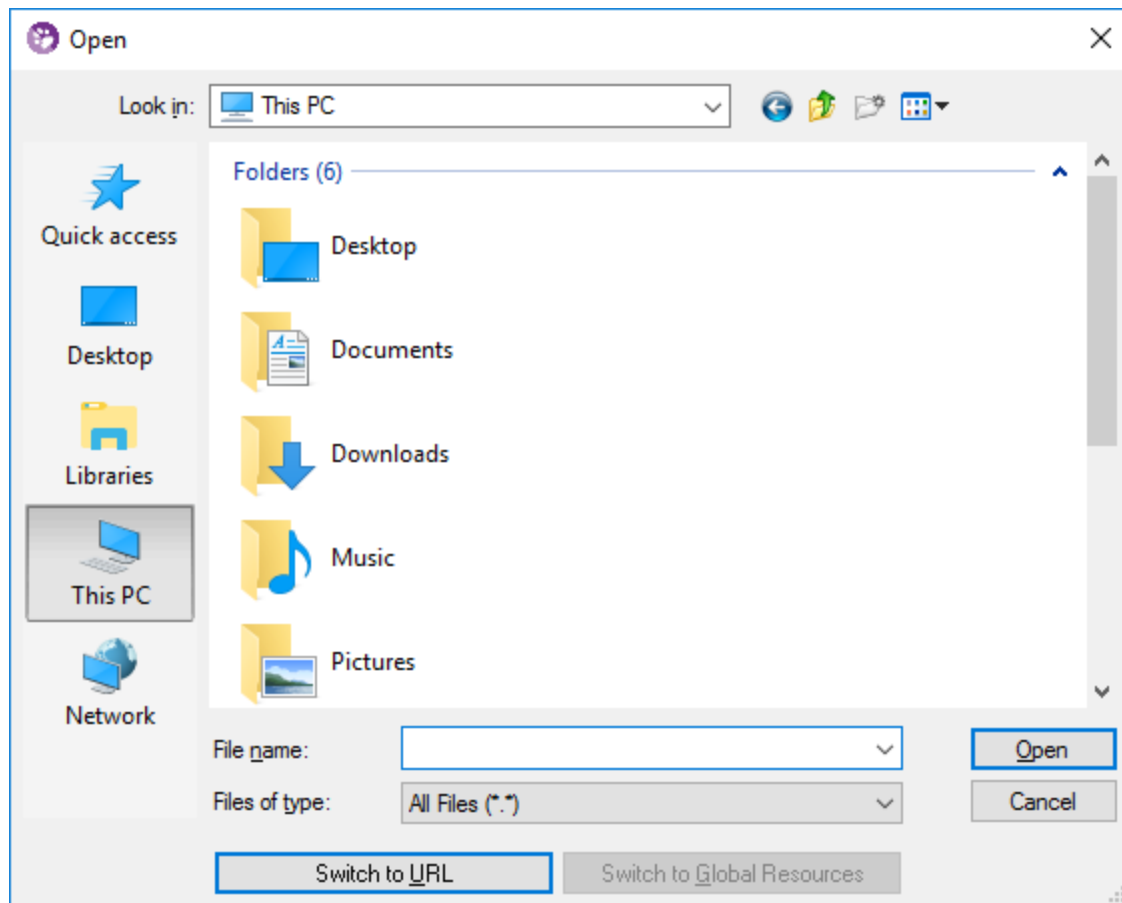 Open
Look in: This PC
Quick access
Desktop
Libraries
This PC
Network
Folders (6)
Desktop
Documents
Downloads
Music
Pictures
File name:
Open
Files of type: All Files (*.*)
Cancel
Switch to URL
Switch to Global Resources